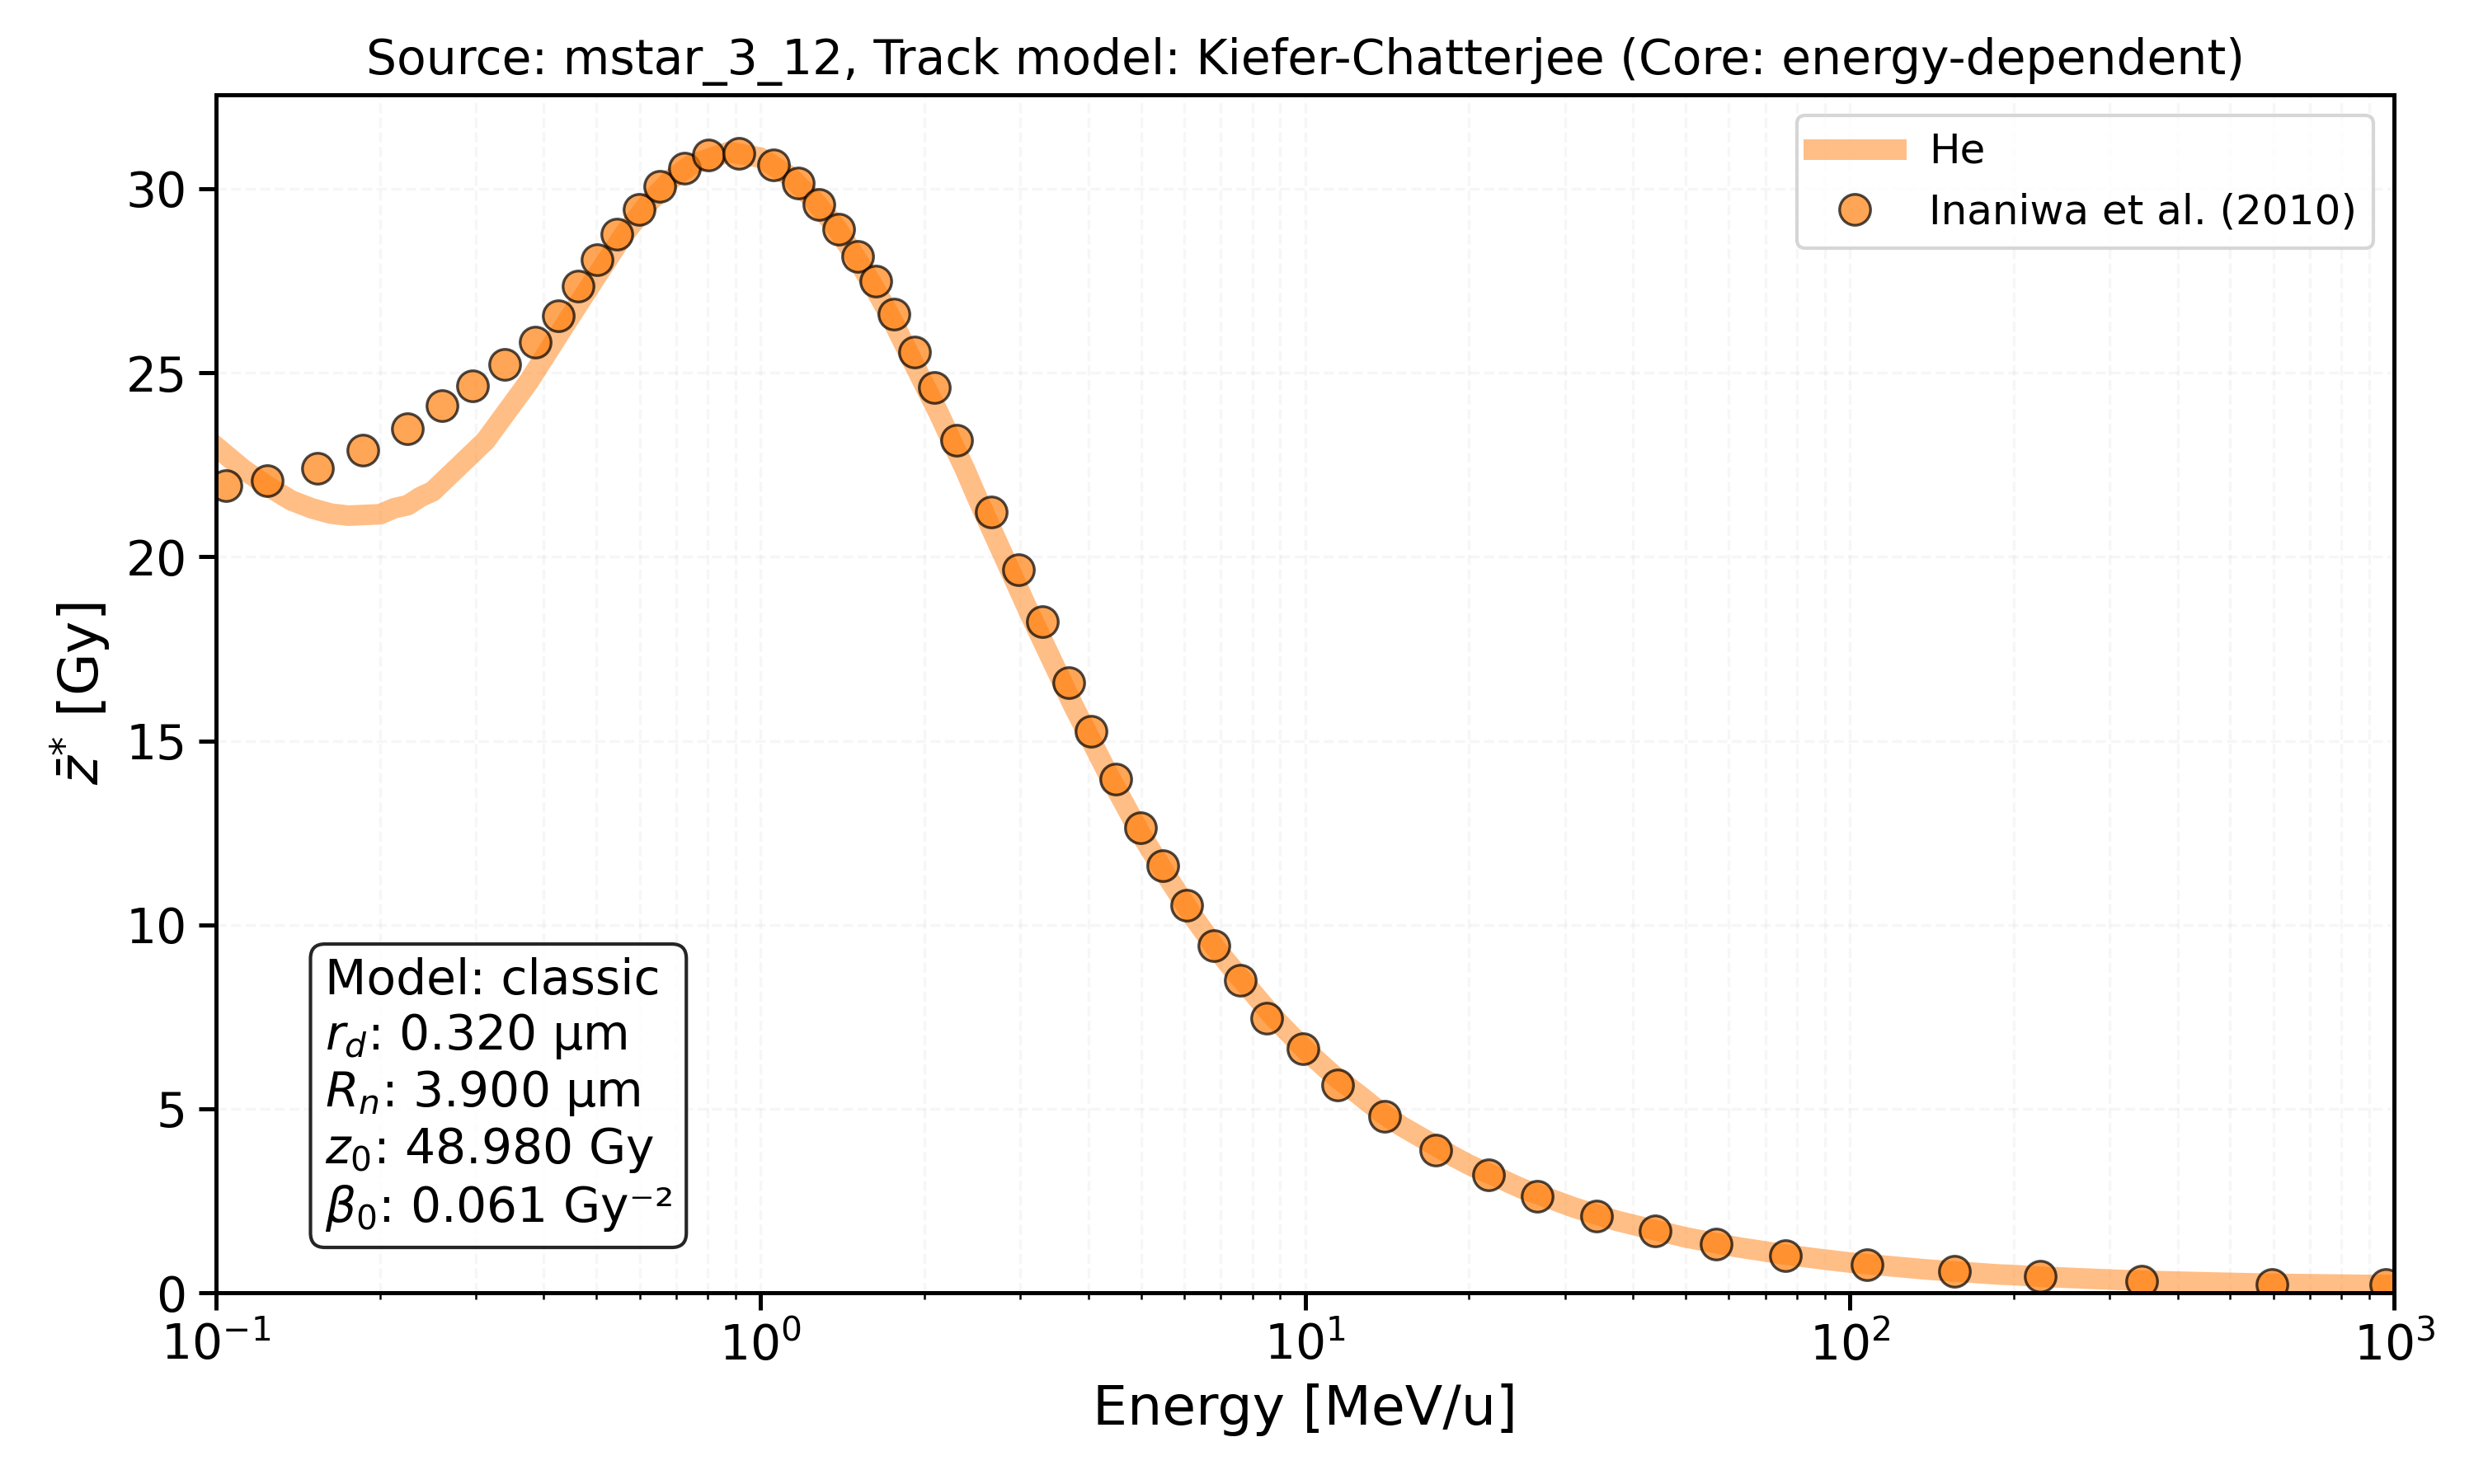 Source: mstar_3_12, Track model: Kiefer-Chatterjee (Core: energy-dependent)
He
Inaniwa et al. (2010)
30
25
20
15
10
5
0
z̄* [Gy]
Model: classic
r_d: 0.320 µm
R_n: 3.900 µm
z₀: 48.980 Gy
β₀: 0.061 Gy⁻²
10⁻¹ 10⁰ 10¹ 10² 10³
Energy [MeV/u]